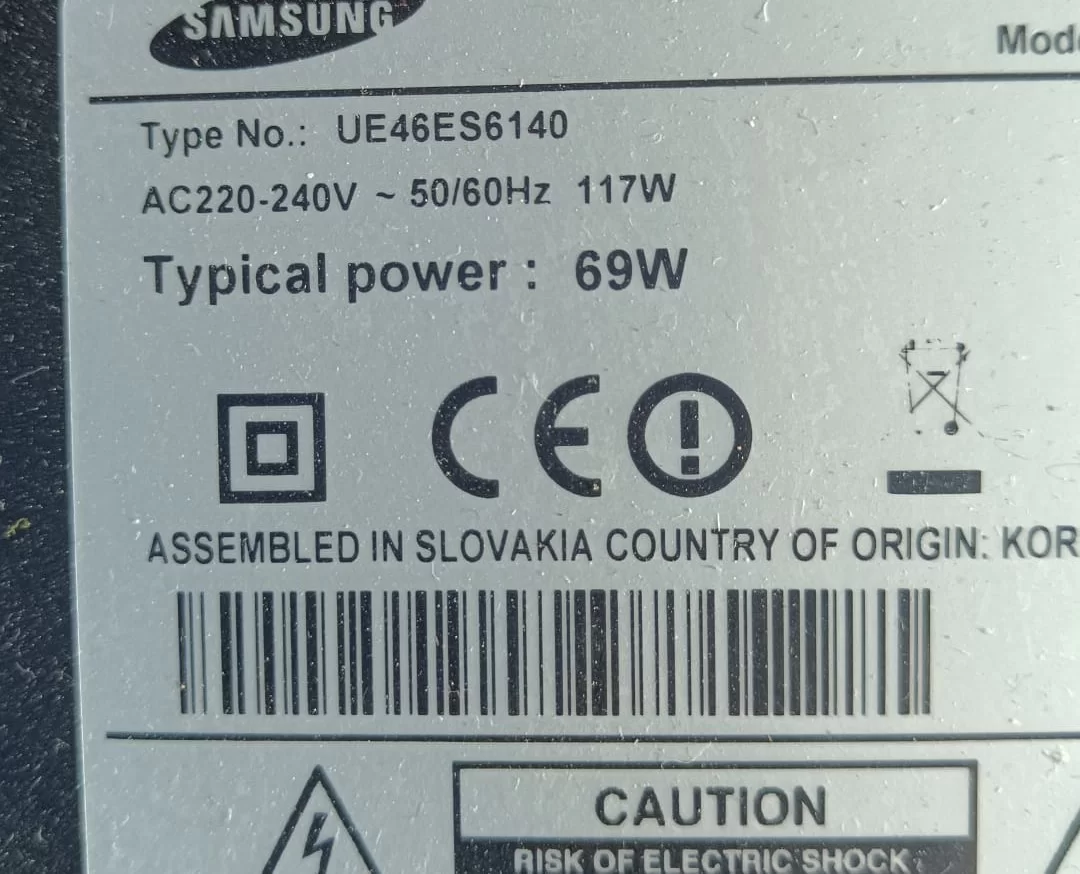 SAMSUNG
Type No.: UE46ES6140
AC220-240V ~ 50/60Hz 117W
Typical power : 69W
CE
ASSEMBLED IN SLOVAKIA COUNTRY OF ORIGIN: KOR
CAUTION
RISK OF ELECTRIC SHOCK